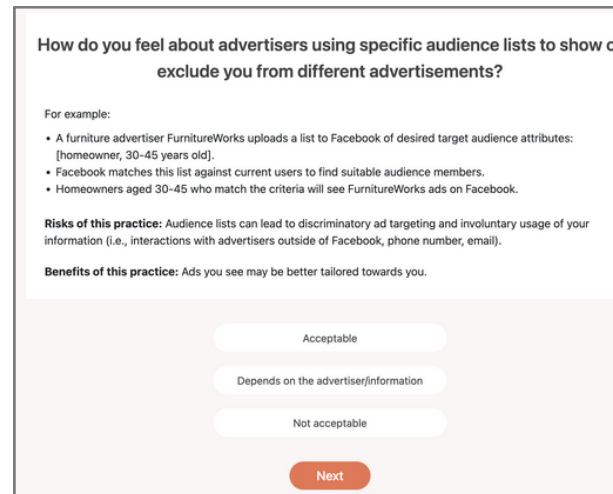 How do you feel about advertisers using specific audience lists to show
exclude you from different advertisements?
For example:
• A furniture advertiser FurnitureWorks uploads a list to Facebook of desired target audience attributes:
[homeowner, 30-45 years old].
• Facebook matches this list against current users to find suitable audience members.
• Homeowners aged 30-45 who match the criteria will see FurnitureWorks ads on Facebook.
Risks of this practice: Audience lists can lead to discriminatory ad targeting and involuntary usage of your
information (i.e., interactions with advertisers outside of Facebook, phone number, email).
Benefits of this practice: Ads you see may be better tailored towards you.
Acceptable
Depends on the advertiser/information
Not acceptable
Next